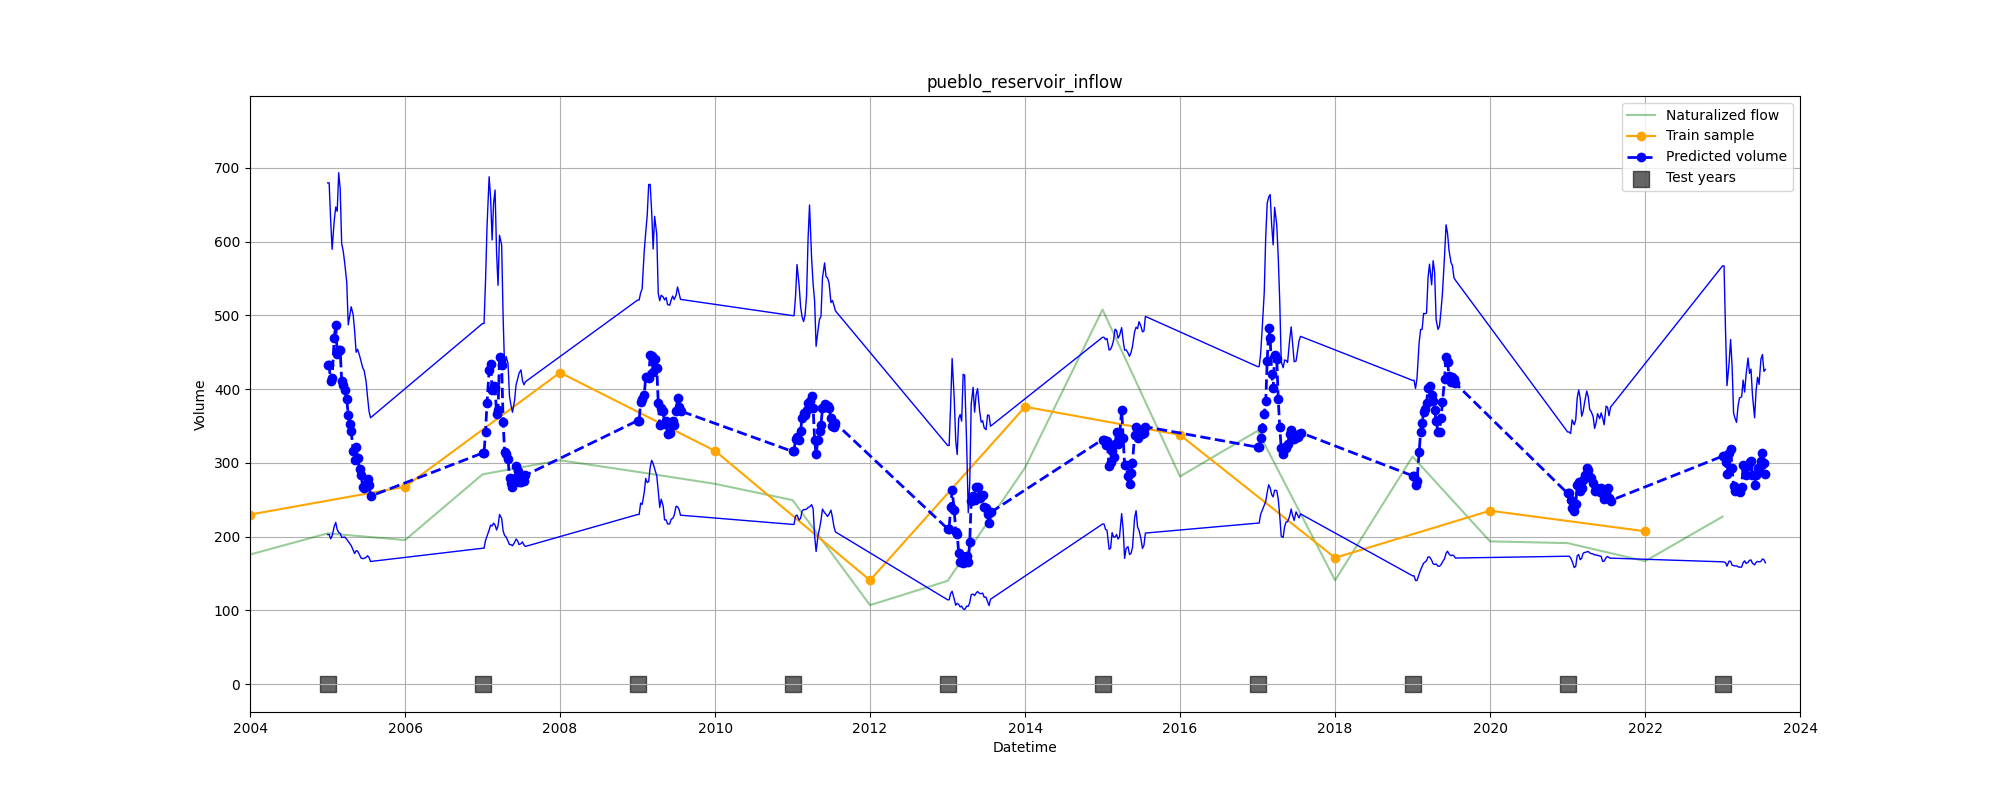 pueblo_reservoir_inflow
Naturalized flow
Train sample
Predicted volume
Test years
700
600
500
400
300
200
100
0
Volume
2004 2006 2008 2010 2012 2014 2016 2018 2020 2022 2024
Datetime